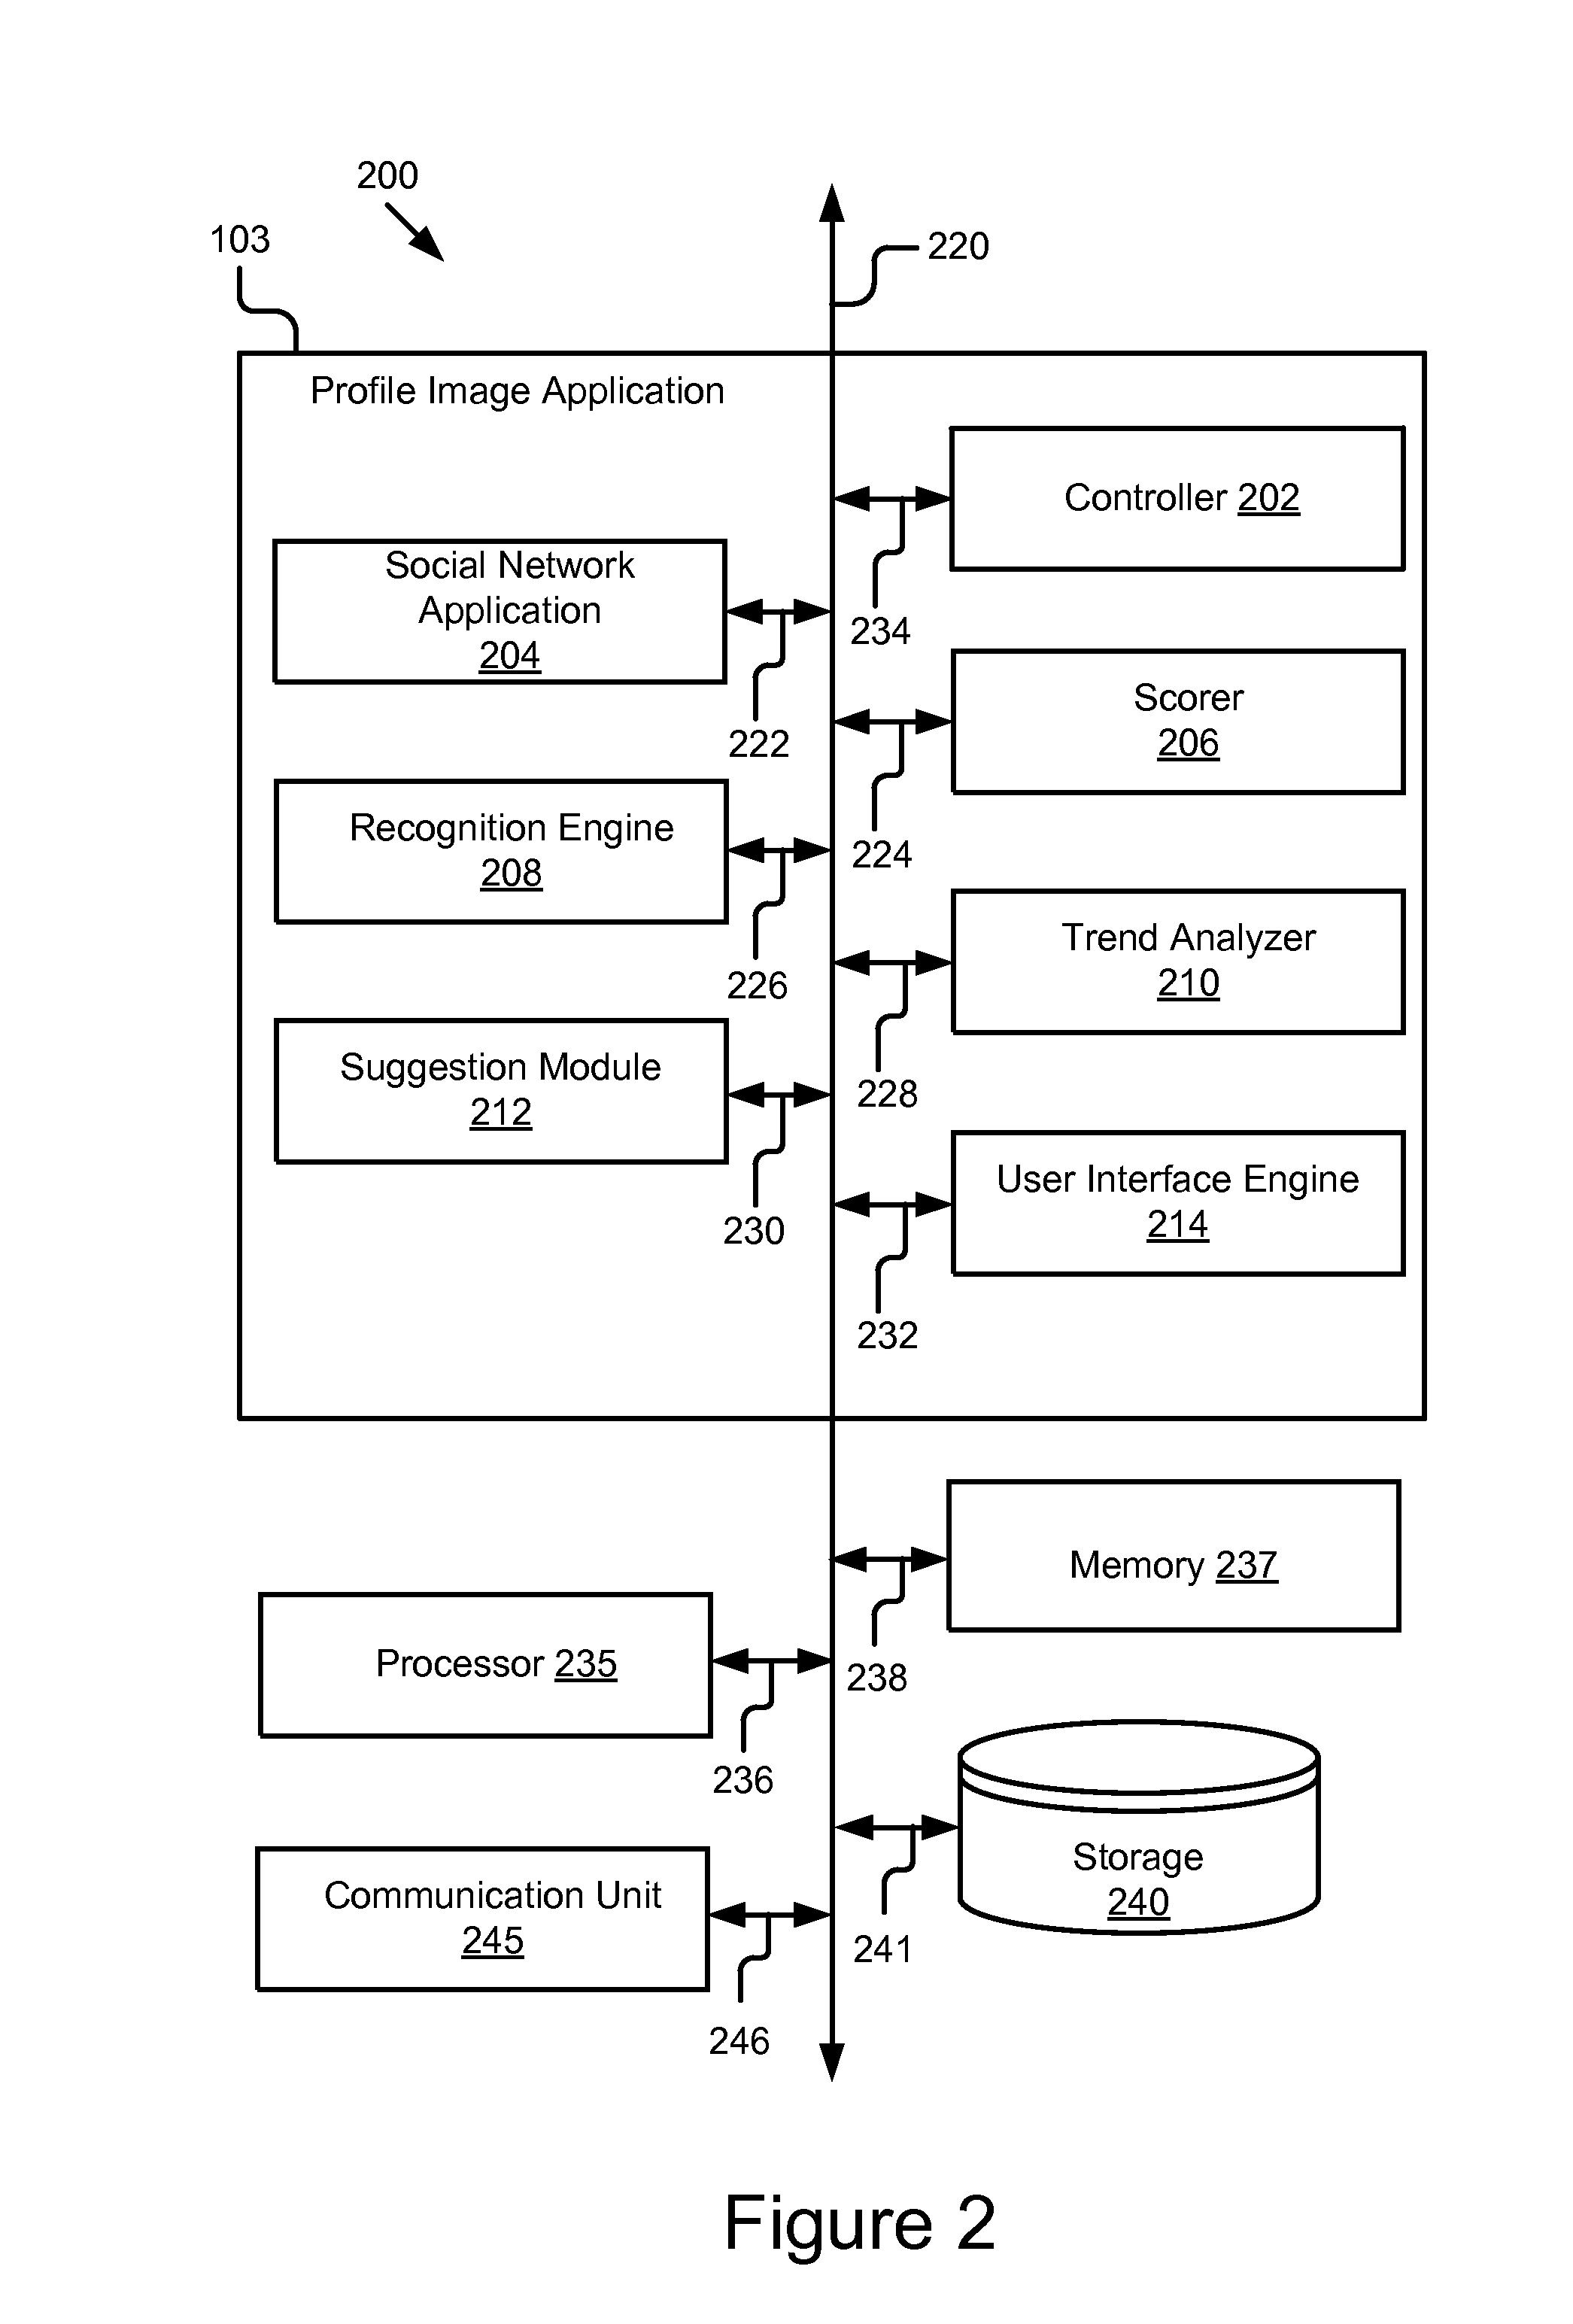 200
103
220
Profile Image Application
Controller 202
234
Social Network
Application
204
222
Scorer
206
224
Recognition Engine
208
226
Trend Analyzer
210
228
Suggestion Module
212
230
User Interface Engine
214
232
Memory 237
238
Processor 235
236
Storage
240
241
Communication Unit
245
246
Figure 2